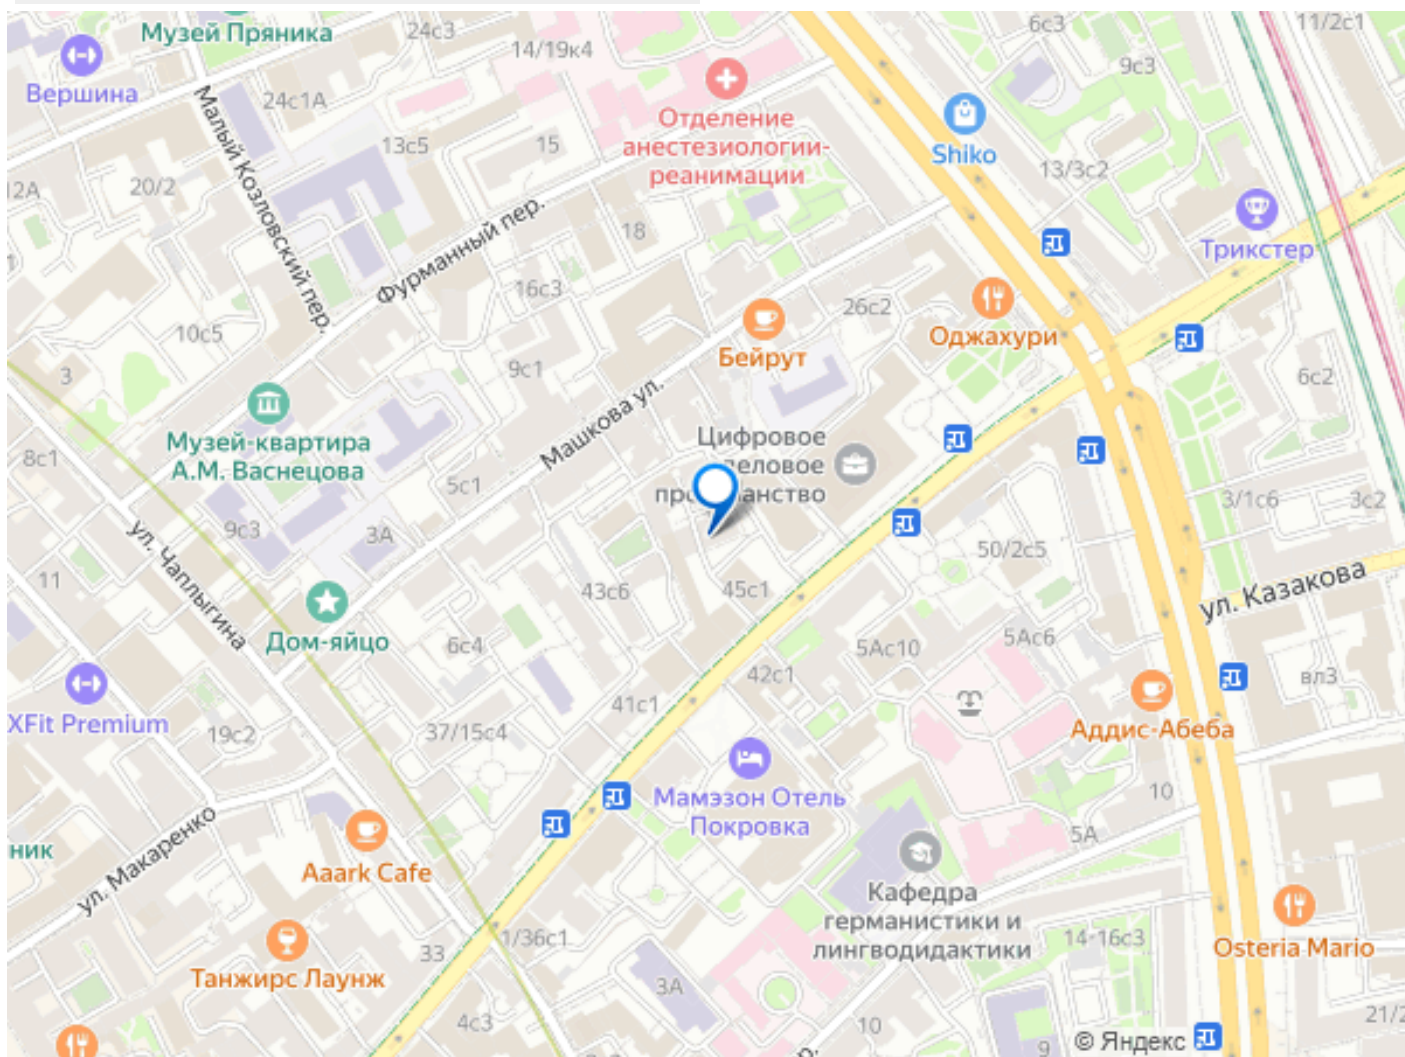 Музей Пряника
24с3
14/19к4
6с3
11/2с1
Вершина
9с3
24с1А
Отделение
анестезиологии-
реанимации
Shiko
Малый Козловский пер.
13с5
15
13/3с2
12А
20/2
Фурманный пер.
18
Трикстер
16с3
26с2
10с5
Бейрут
Оджахури
3
9с1
6с2
Музей-квартира
А.М. Васнецова
Машкова ул.
Цифровое
8с1
5с1
3/1с6
3с2
9с3
3А
ул. Чаплыгина
50/2с5
11
43с6
45с1
ул. Казакова
Дом-яйцо
6с4
5Ас10
5Ас6
42с1
вл3
XFit Premium
19с2
37/15с4
41с1
Аддис-Абеба
Мамэзон Отель
Покровка
10
ул. Макаренко
5А
ник
Aaark Cafe
Кафедра
германистики и
лингводидактики
33
1/36с1
14-16с3
Osteria Mario
Танжирс Лаунж
3А
4с3
10
9
21/2
© Яндекс